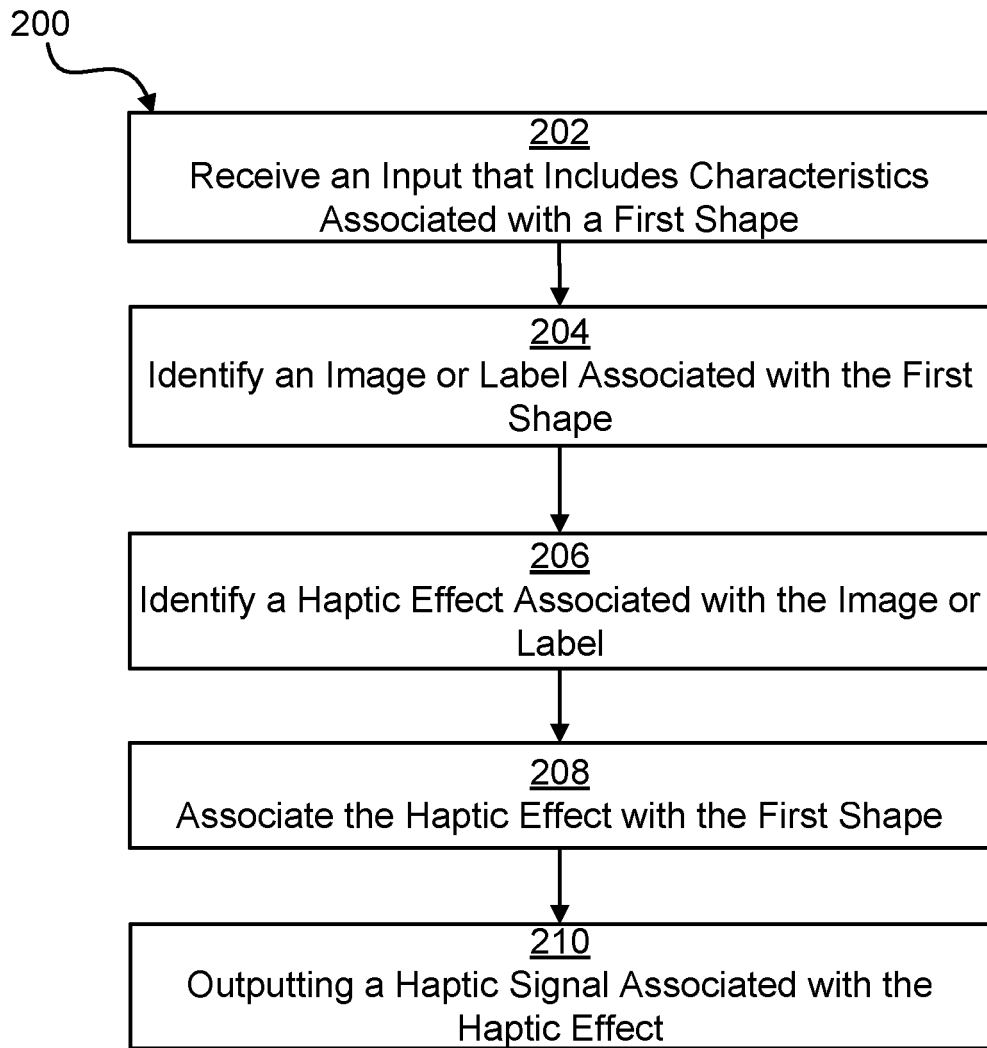 200
202
Receive an Input that Includes Characteristics
Associated with a First Shape
204
Identify an Image or Label Associated with the First
Shape
206
Identify a Haptic Effect Associated with the Image or
Label
208
Associate the Haptic Effect with the First Shape
210
Outputting a Haptic Signal Associated with the
Haptic Effect